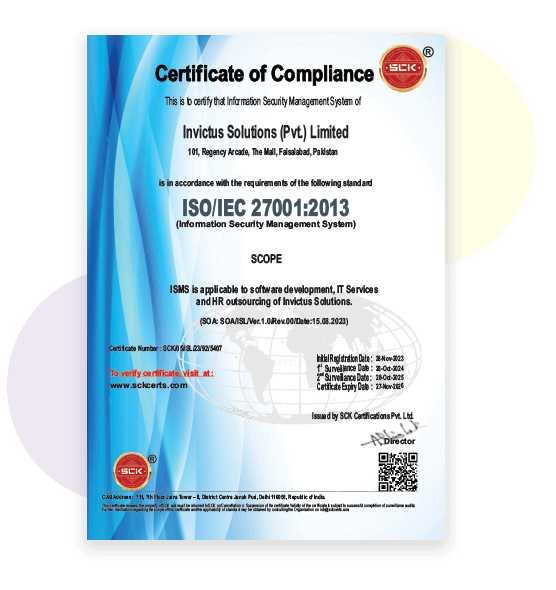 SCK
®
Certificate of Compliance
This is to certify that Information Security Management System of
Invictus Solutions (Pvt.) Limited
101, Regency Arcade, The Mall, Faisalabad, Pakistan
is in accordance with the requirements of the following standard
ISO/IEC 27001:2013
(Information Security Management System)
SCOPE
ISMS is applicable to software development, IT Services
and HR outsourcing of Invictus Solutions.
(SOA: SOA/ISL/Ver.1.0/Rev.00/Date:15.08.2023)
Certificate Number : SCK/05/ISL/23/92/5407
To verify certificate, visit at :
www.sckcerts.com
Initial Registration Date : 28-Nov-2023
1st Surveillance Date : 28-Oct-2024
2nd Surveillance Date : 28-Oct-2025
Certificate Expiry Date : 27-Nov-2026
Issued by SCK Certifications Pvt. Ltd.
Director
SCK
®
CAB Address : 711, 7th Floor Jaina Tower – II, District Centre Janak Puri, Delhi 110058, Republic of India